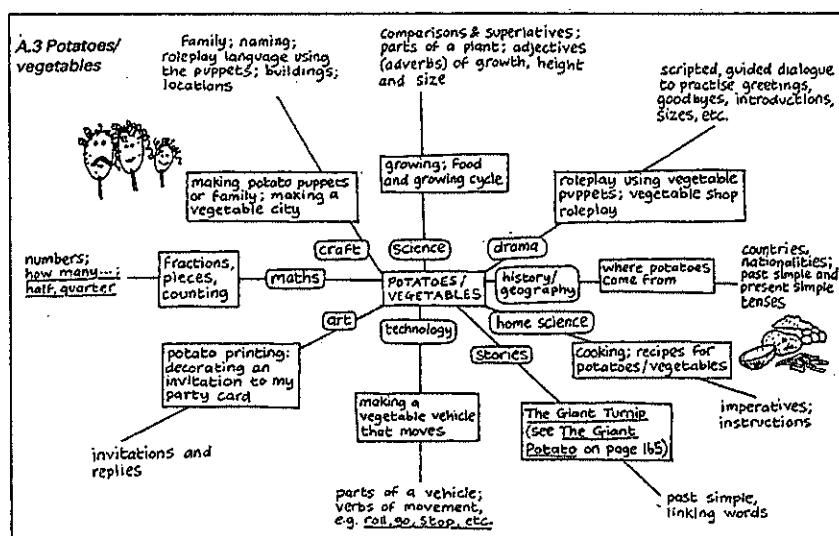 A.3 Potatoes/
vegetables
Family; naming;
roleplay language using
the puppets; buildings;
locations
comparisons & superlatives;
parts of a plant; adjectives
(adverbs) of growth, height
and size
scripted, guided dialogue
to practise greetings,
goodbyes, introductions,
sizes, etc.
making potato puppets
or family; making a
vegetable city
growing; Food
and growing cycle
roleplay using vegetable
puppets; vegetable shop
roleplay
craft
science
drama
numbers;
how many...;
half, quarter
fractions,
pieces,
counting
maths
POTATOES/
VEGETABLES
history/
geography
where potatoes
come from
countries,
nationalities;
past simple and
present simple
tenses
art
technology
home science
stories
potato printing:
decorating an
invitation to my
party card
invitations and
replies
making a
vegetable vehicle
that moves
parts of a vehicle;
verbs of movement,
e.g. roll, go, stop, etc.
cooking; recipes for
potatoes/vegetables
imperatives;
instructions
The Giant Turnip
(see The Giant
Potato on page 165)
past simple,
linking words